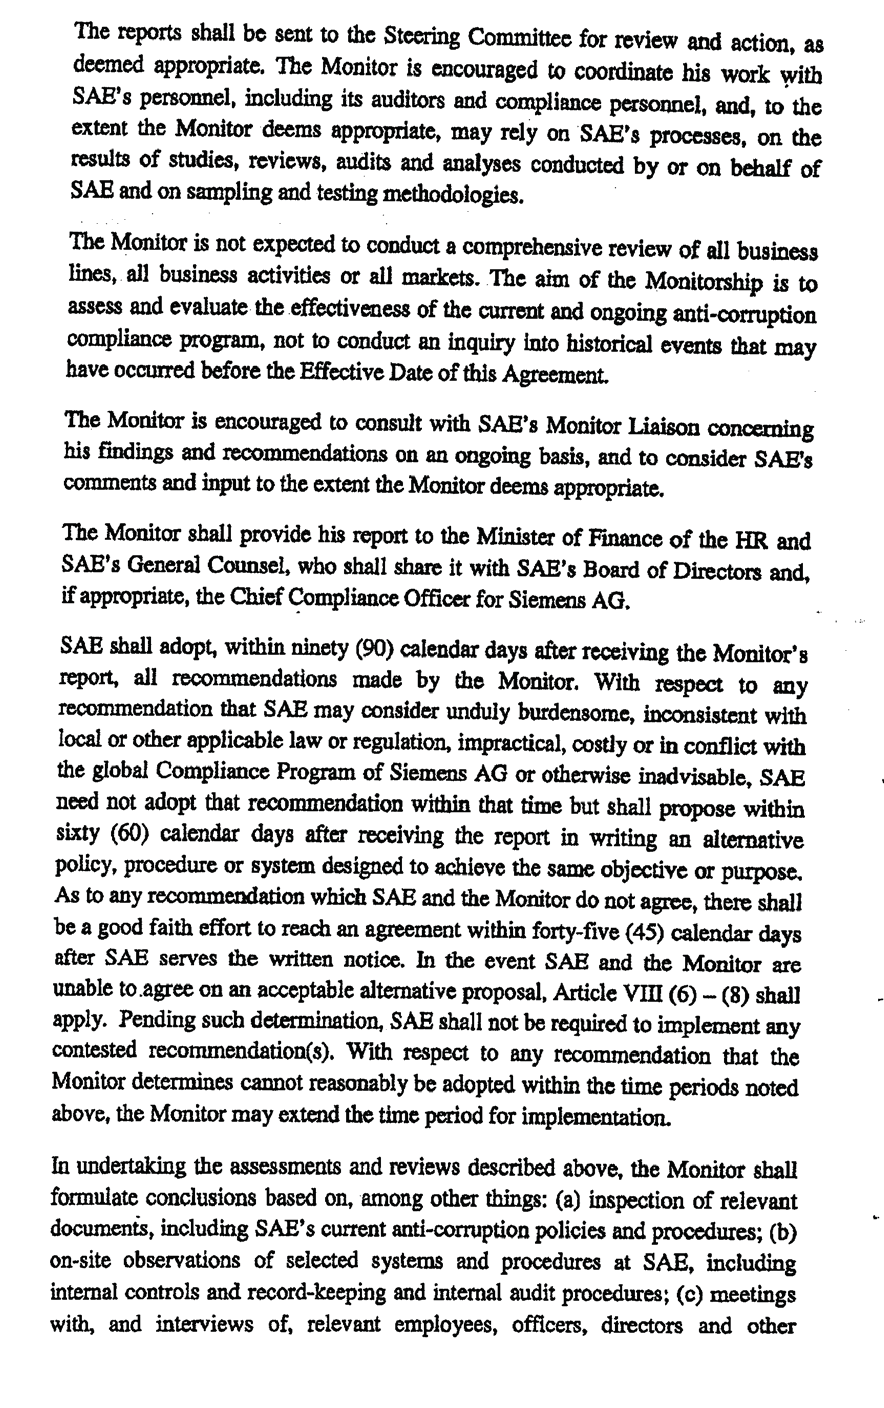 The reports shall be sent to the Steering Committee for review and action, as
deemed appropriate. The Monitor is encouraged to coordinate his work with
SAE's personnel, including its auditors and compliance personnel, and, to the
extent the Monitor deems appropriate, may rely on SAE's processes, on the
results of studies, reviews, audits and analyses conducted by or on behalf of
SAE and on sampling and testing methodologies.
The Monitor is not expected to conduct a comprehensive review of all business
lines, all business activities or all markets. The aim of the Monitorship is to
assess and evaluate the effectiveness of the current and ongoing anti-corruption
compliance program, not to conduct an inquiry into historical events that may
have occurred before the Effective Date of this Agreement.
The Monitor is encouraged to consult with SAE's Monitor Liaison concerning
his findings and recommendations on an ongoing basis, and to consider SAE's
comments and input to the extent the Monitor deems appropriate.
The Monitor shall provide his report to the Minister of Finance of the HR and
SAE's General Counsel, who shall share it with SAE's Board of Directors and,
if appropriate, the Chief Compliance Officer for Siemens AG.
SAE shall adopt, within ninety (90) calendar days after receiving the Monitor's
report, all recommendations made by the Monitor. With respect to any
recommendation that SAE may consider unduly burdensome, inconsistent with
local or other applicable law or regulation, impractical, costly or in conflict with
the global Compliance Program of Siemens AG or otherwise inadvisable, SAE
need not adopt that recommendation within that time but shall propose within
sixty (60) calendar days after receiving the report in writing an alternative
policy, procedure or system designed to achieve the same objective or purpose.
As to any recommendation which SAE and the Monitor do not agree, there shall
be a good faith effort to reach an agreement within forty-five (45) calendar days
after SAE serves the written notice. In the event SAE and the Monitor are
unable to agree on an acceptable alternative proposal, Article VIII (6) – (8) shall
apply. Pending such determination, SAE shall not be required to implement any
contested recommendation(s). With respect to any recommendation that the
Monitor determines cannot reasonably be adopted within the time periods noted
above, the Monitor may extend the time period for implementation.
In undertaking the assessments and reviews described above, the Monitor shall
formulate conclusions based on, among other things: (a) inspection of relevant
documents, including SAE's current anti-corruption policies and procedures; (b)
on-site observations of selected systems and procedures at SAE, including
internal controls and record-keeping and internal audit procedures; (c) meetings
with, and interviews of, relevant employees, officers, directors and other